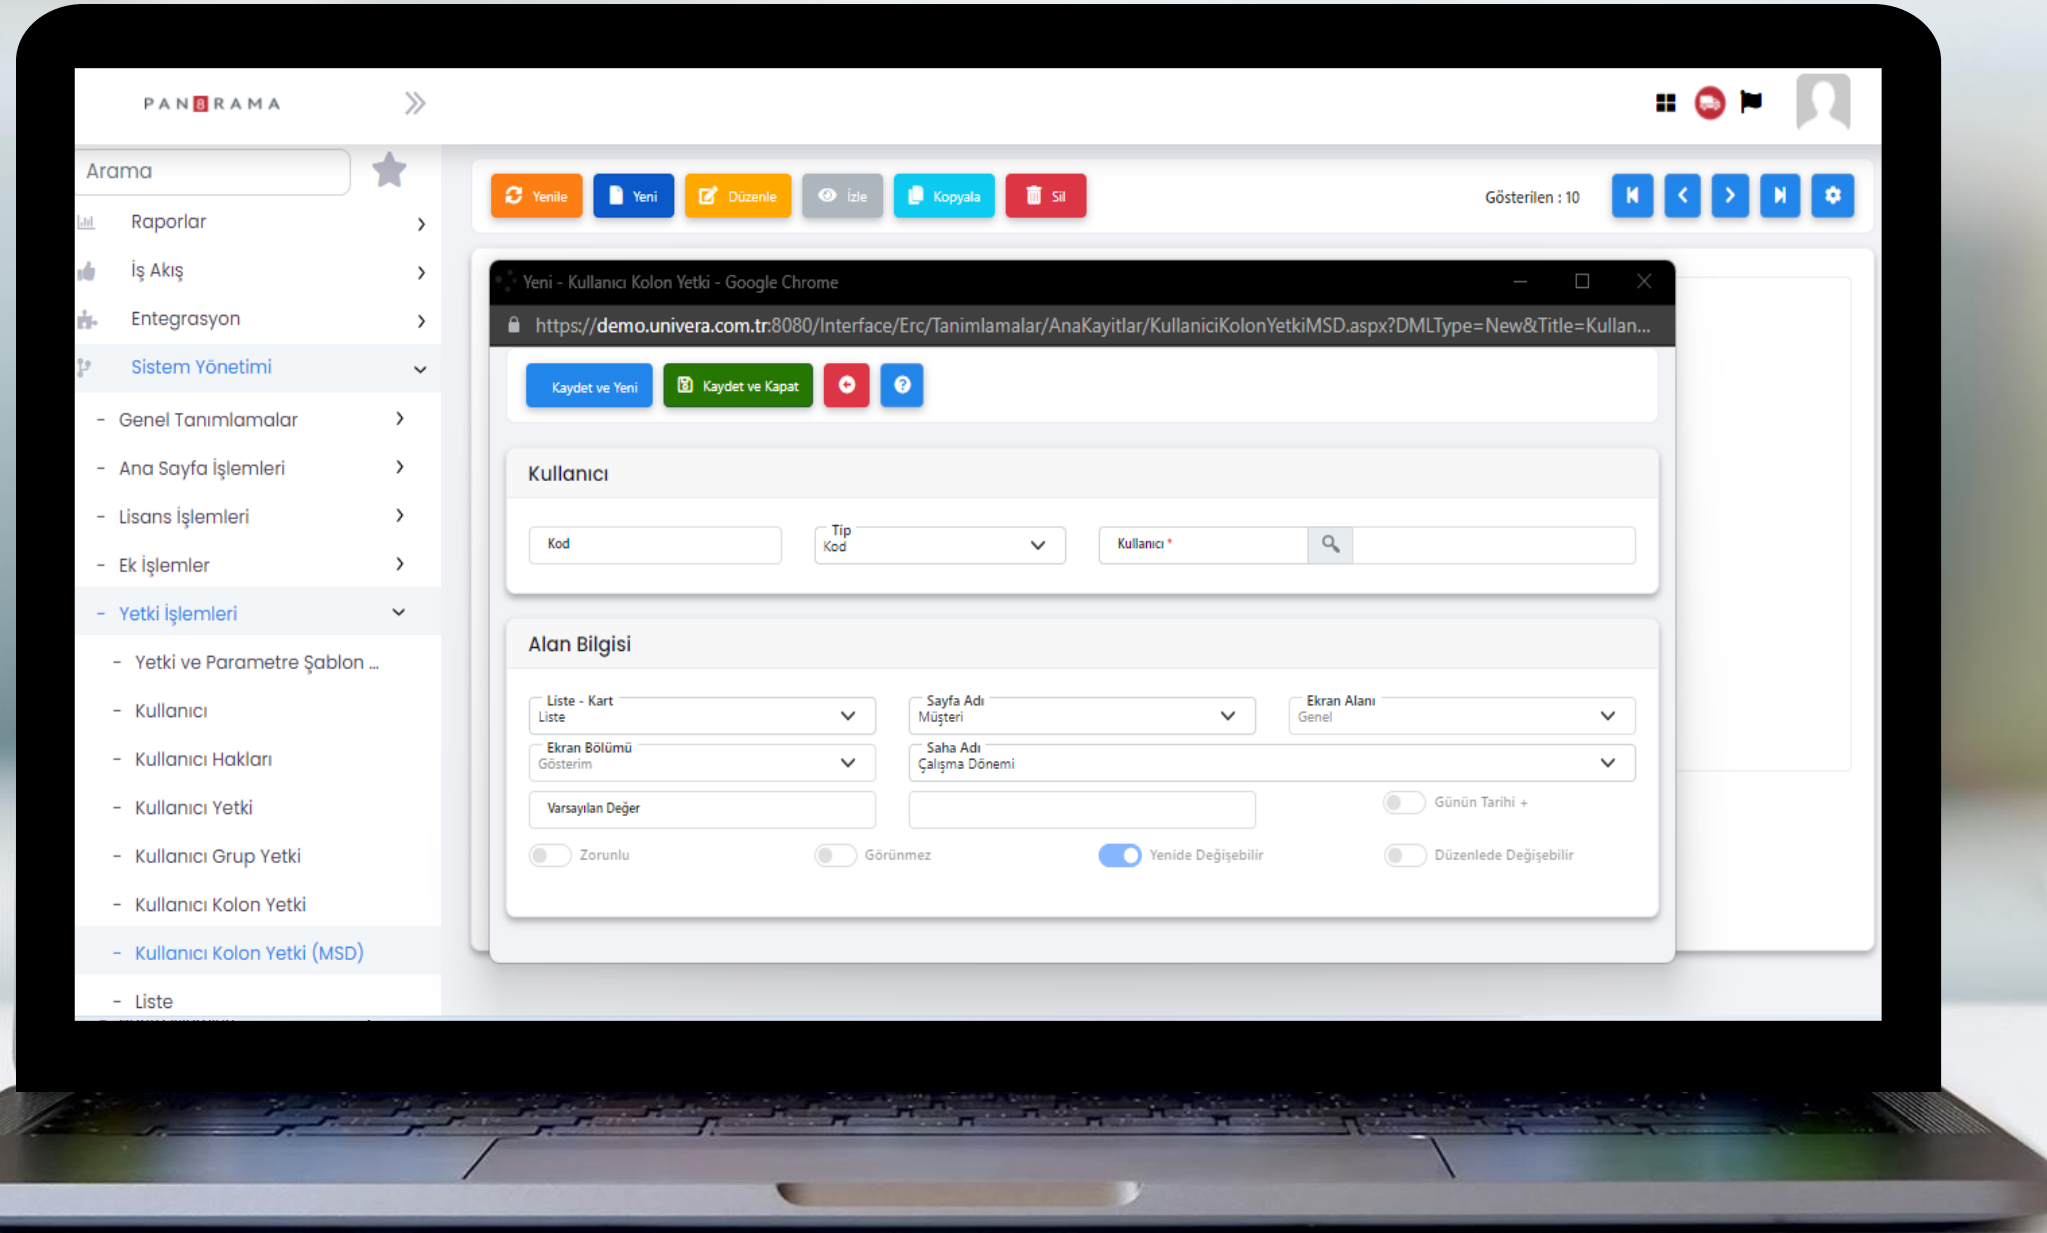 PAN8RAMA
Arama
Raporlar
İş Akış
Entegrasyon
Sistem Yönetimi
- Genel Tanımlamalar
- Ana Sayfa İşlemleri
- Lisans İşlemleri
- Ek İşlemler
- Yetki İşlemleri
- Yetki ve Parametre Şablon ...
- Kullanıcı
- Kullanıcı Hakları
- Kullanıcı Yetki
- Kullanıcı Grup Yetki
- Kullanıcı Kolon Yetki
- Kullanıcı Kolon Yetki (MSD)
- Liste
Yenile Yeni Düzenle İzle Kopyala Sil Gösterilen : 10
Yeni - Kullanıcı Kolon Yetki - Google Chrome
https://demo.univera.com.tr:8080/Interface/Erc/Tanimlamalar/AnaKayitlar/KullaniciKolonYetkiMSD.aspx?DMLType=New&Title=Kullan...
Kaydet ve Yeni Kaydet ve Kapat
Kullanıcı
Kod
Tip
Kod
Kullanıcı *
Alan Bilgisi
Liste - Kart
Liste
Sayfa Adı
Müşteri
Ekran Alanı
Genel
Ekran Bölümü
Gösterim
Saha Adı
Çalışma Dönemi
Varsayılan Değer
Günün Tarihi +
Zorunlu
Görünmez
Yenide Değişebilir
Düzenlede Değişebilir